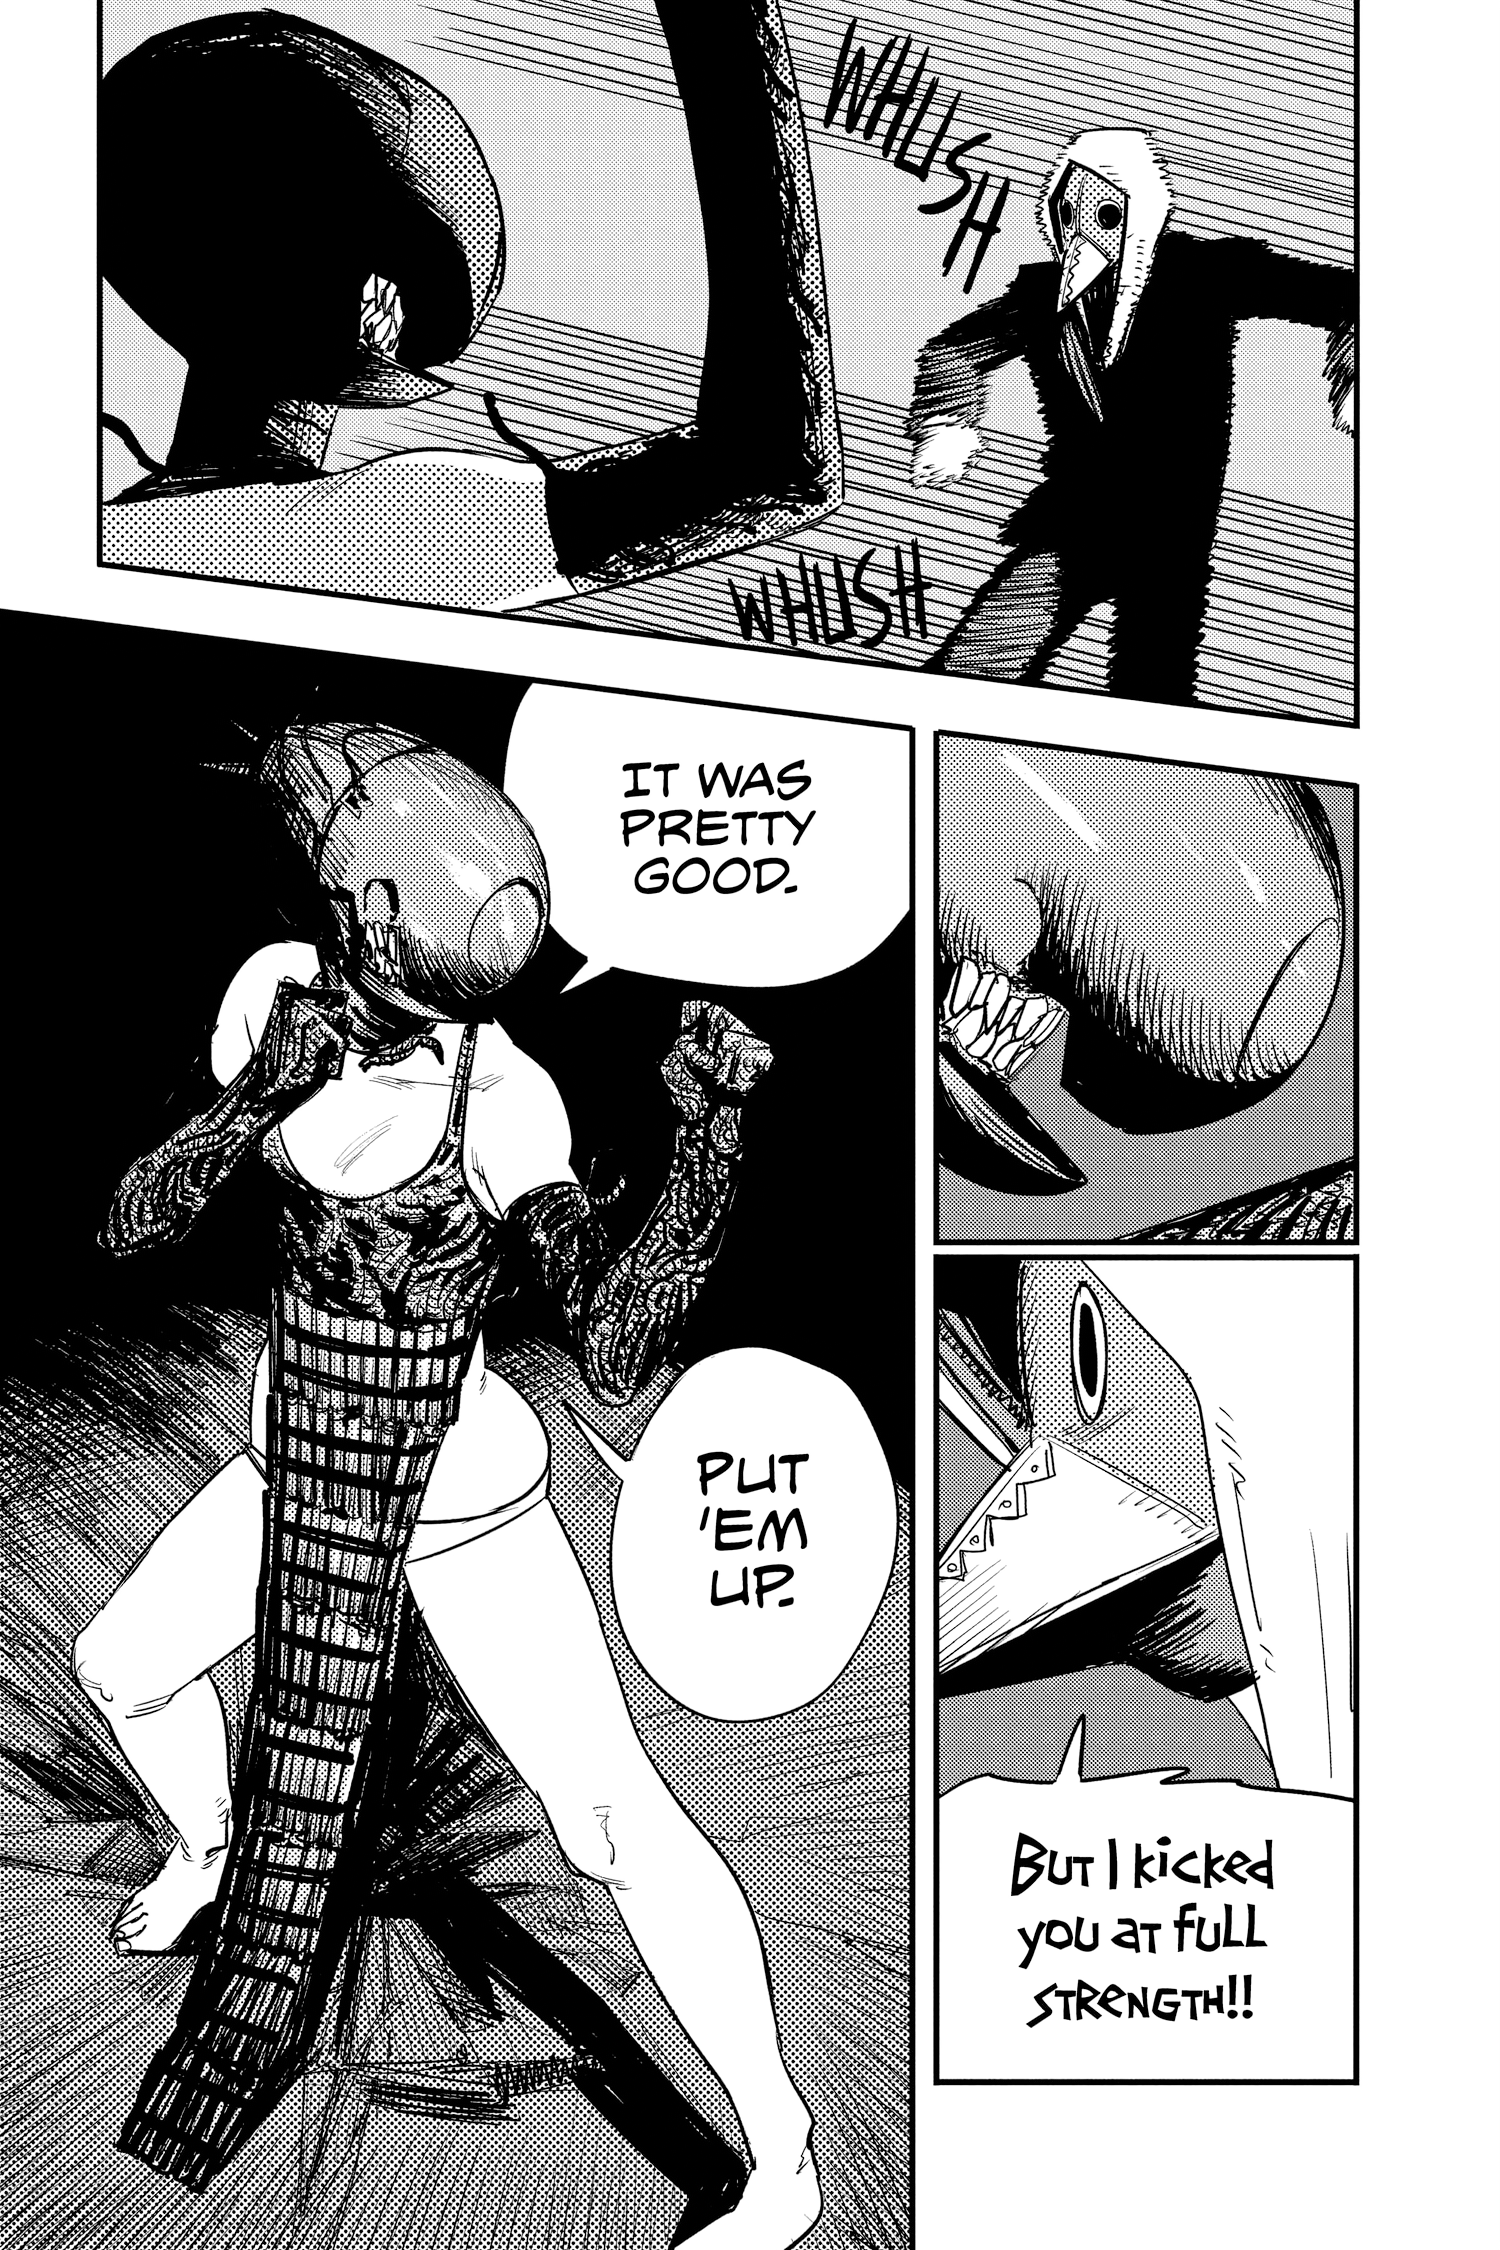 WHUSH
WHUSH
BUT I KICKED
YOU AT FULL
STRENGTH!!
IT WAS
PRETTY
GOOD.
PUT
'EM
UP.